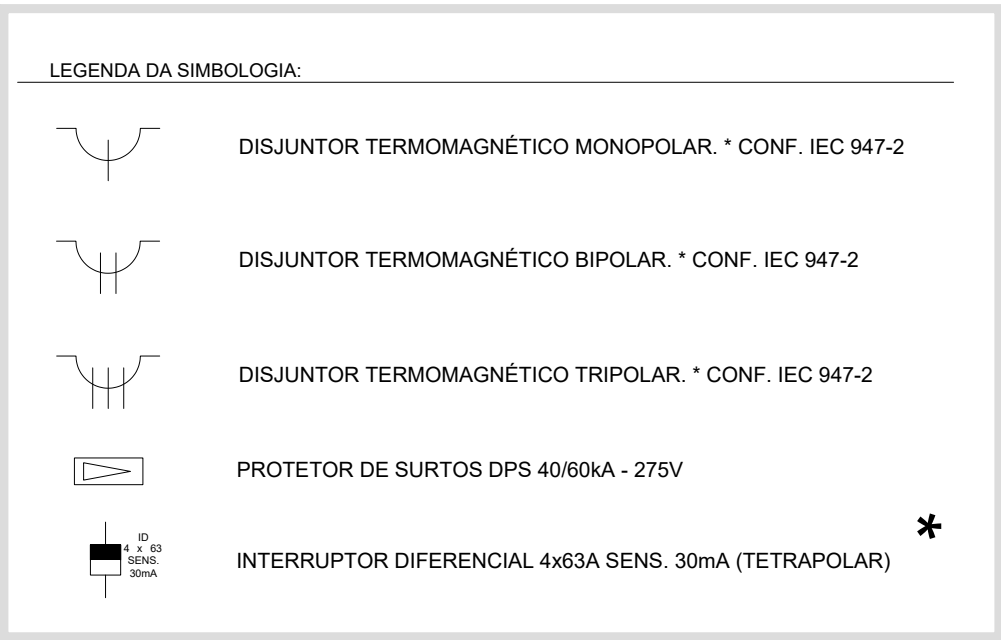 LEGENDA DA SIMBOLOGIA:
DISJUNTOR TERMOMAGNÉTICO MONOPOLAR. * CONF. IEC 947-2
DISJUNTOR TERMOMAGNÉTICO BIPOLAR. * CONF. IEC 947-2
DISJUNTOR TERMOMAGNÉTICO TRIPOLAR. * CONF. IEC 947-2
PROTETOR DE SURTOS DPS 40/60kA - 275V
*
ID
4 x 63
SENS.
30mA
INTERRUPTOR DIFERENCIAL 4x63A SENS. 30mA (TETRAPOLAR)